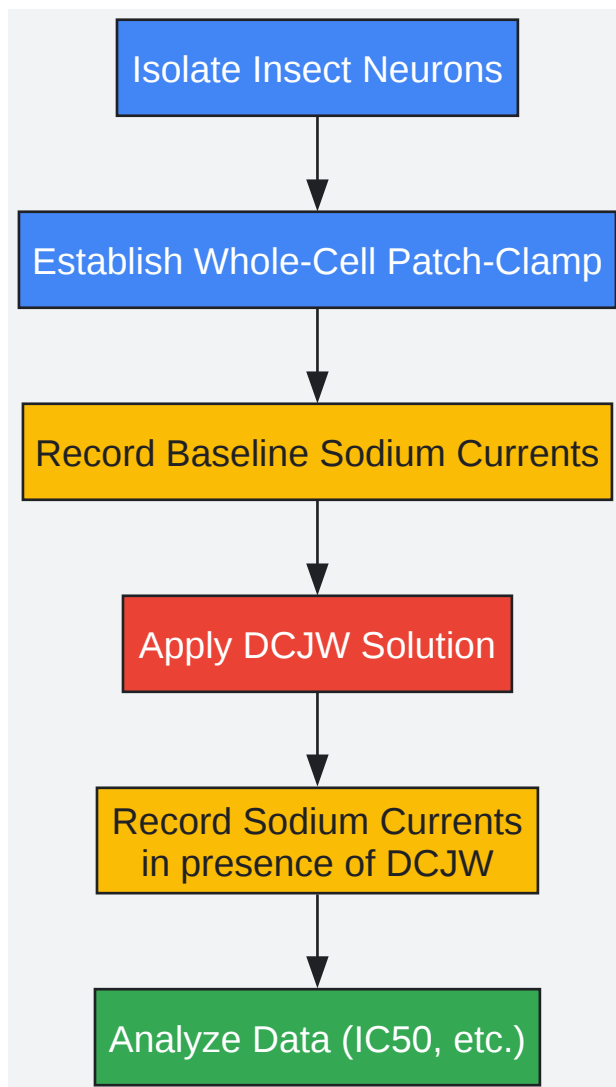 Isolate Insect Neurons
Establish Whole-Cell Patch-Clamp
Record Baseline Sodium Currents
Apply DCJW Solution
Record Sodium Currents
in presence of DCJW
Analyze Data (IC50, etc.)